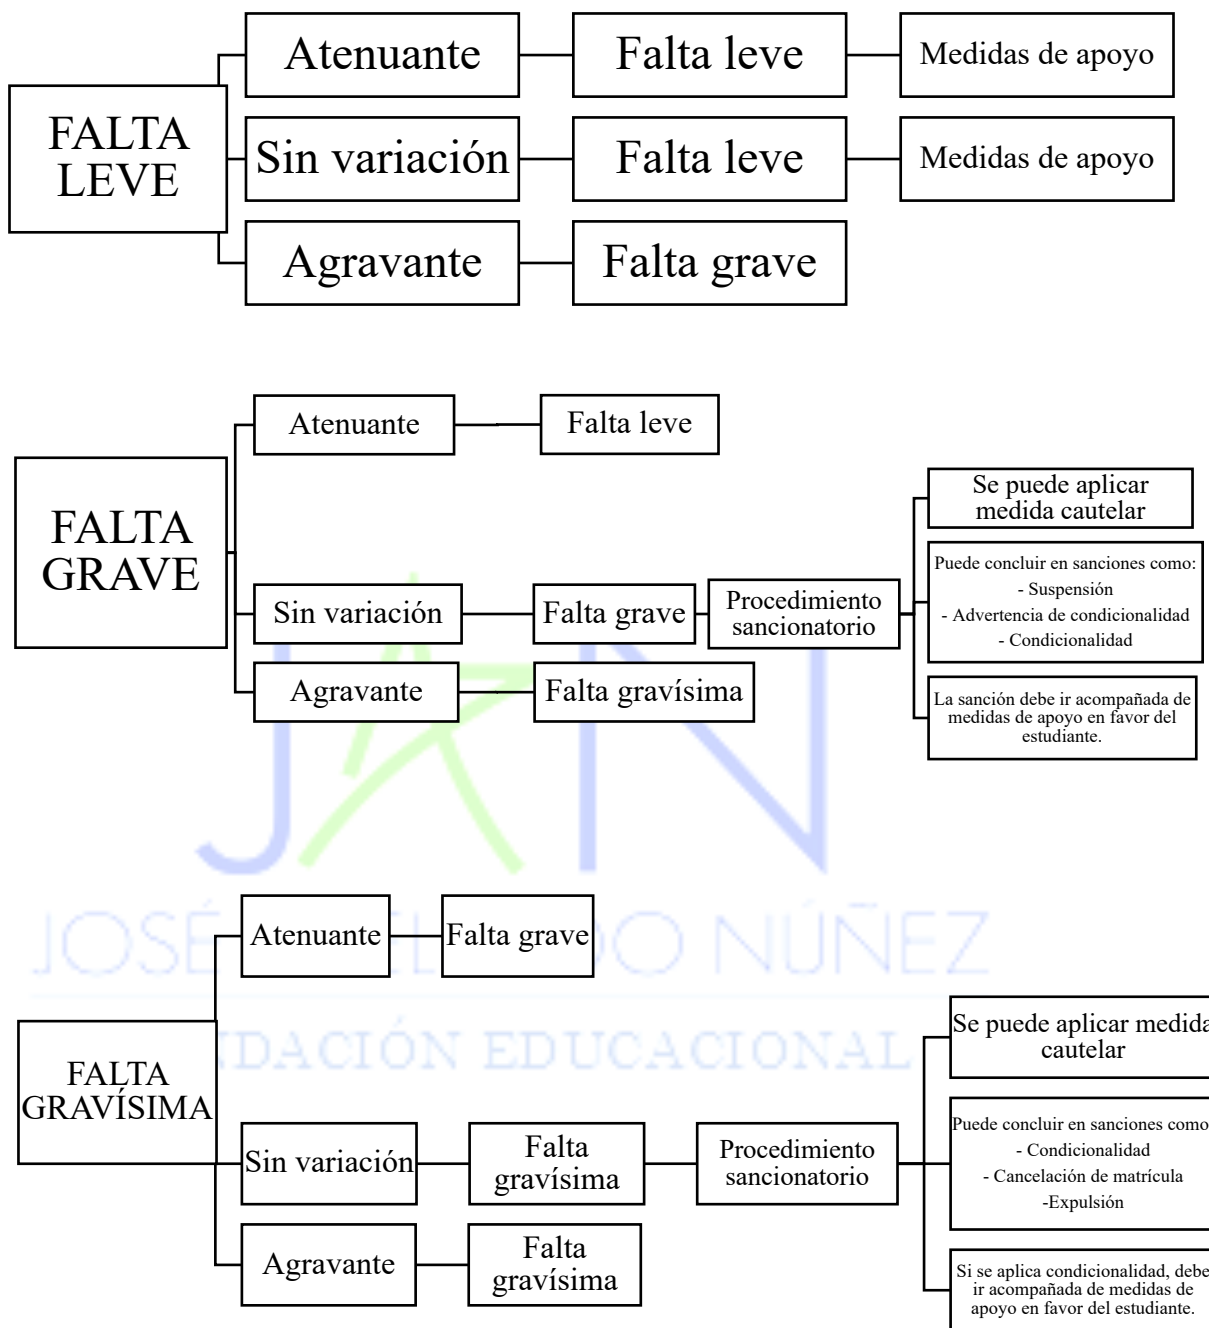 Atenuante
Falta leve
Medidas de apoyo
FALTA
LEVE
Sin variación
Falta leve
Medidas de apoyo
Agravante
Falta grave
Atenuante
Falta leve
FALTA
GRAVE
Sin variación
Falta grave
Procedimiento
sancionatorio
Se puede aplicar
medida cautelar
Puede concluir en sanciones como:
- Suspensión
- Advertencia de condicionalidad
- Condicionalidad
La sanción debe ir acompañada de
medidas de apoyo en favor del
estudiante.
Agravante
Falta gravísima
JOSÉ NÚÑEZ
EDUCACIONAL
Atenuante
Falta grave
FALTA
GRAVÍSIMA
Sin variación
Falta
gravísima
Procedimiento
sancionatorio
Se puede aplicar medida
cautelar
Puede concluir en sanciones como
- Condicionalidad
- Cancelación de matrícula
-Expulsión
Si se aplica condicionalidad, debe
ir acompañada de medidas de
apoyo en favor del estudiante.
Agravante
Falta
gravísima